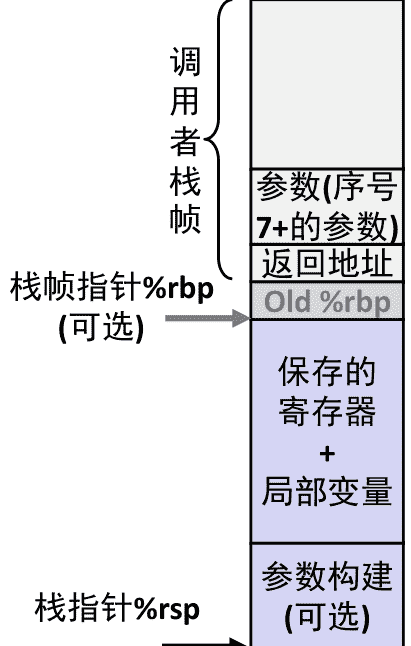 调
用
者
栈
帧
参数(序号
7+的参数)
返回地址
栈帧指针%rbp
(可选)
Old %rbp
保存的
寄存器
+
局部变量
参数构建
(可选)
栈指针%rsp